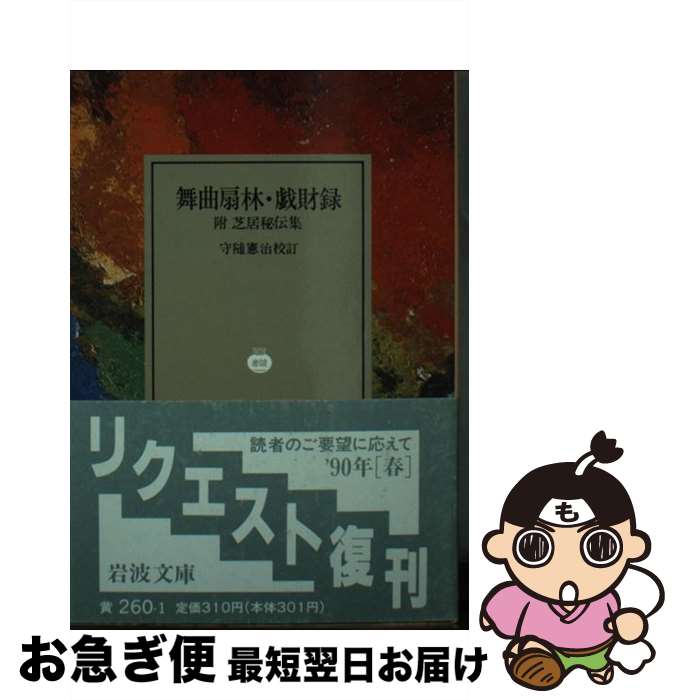 舞曲扇林・戯財録
附 芝居秘伝集
守随憲治校訂
リクエスト復刊
読者のご要望に応えて
'90年[春]
岩波文庫
黄 260-1 定価310円(本体301円)
も
お急ぎ便 最短翌日お届け